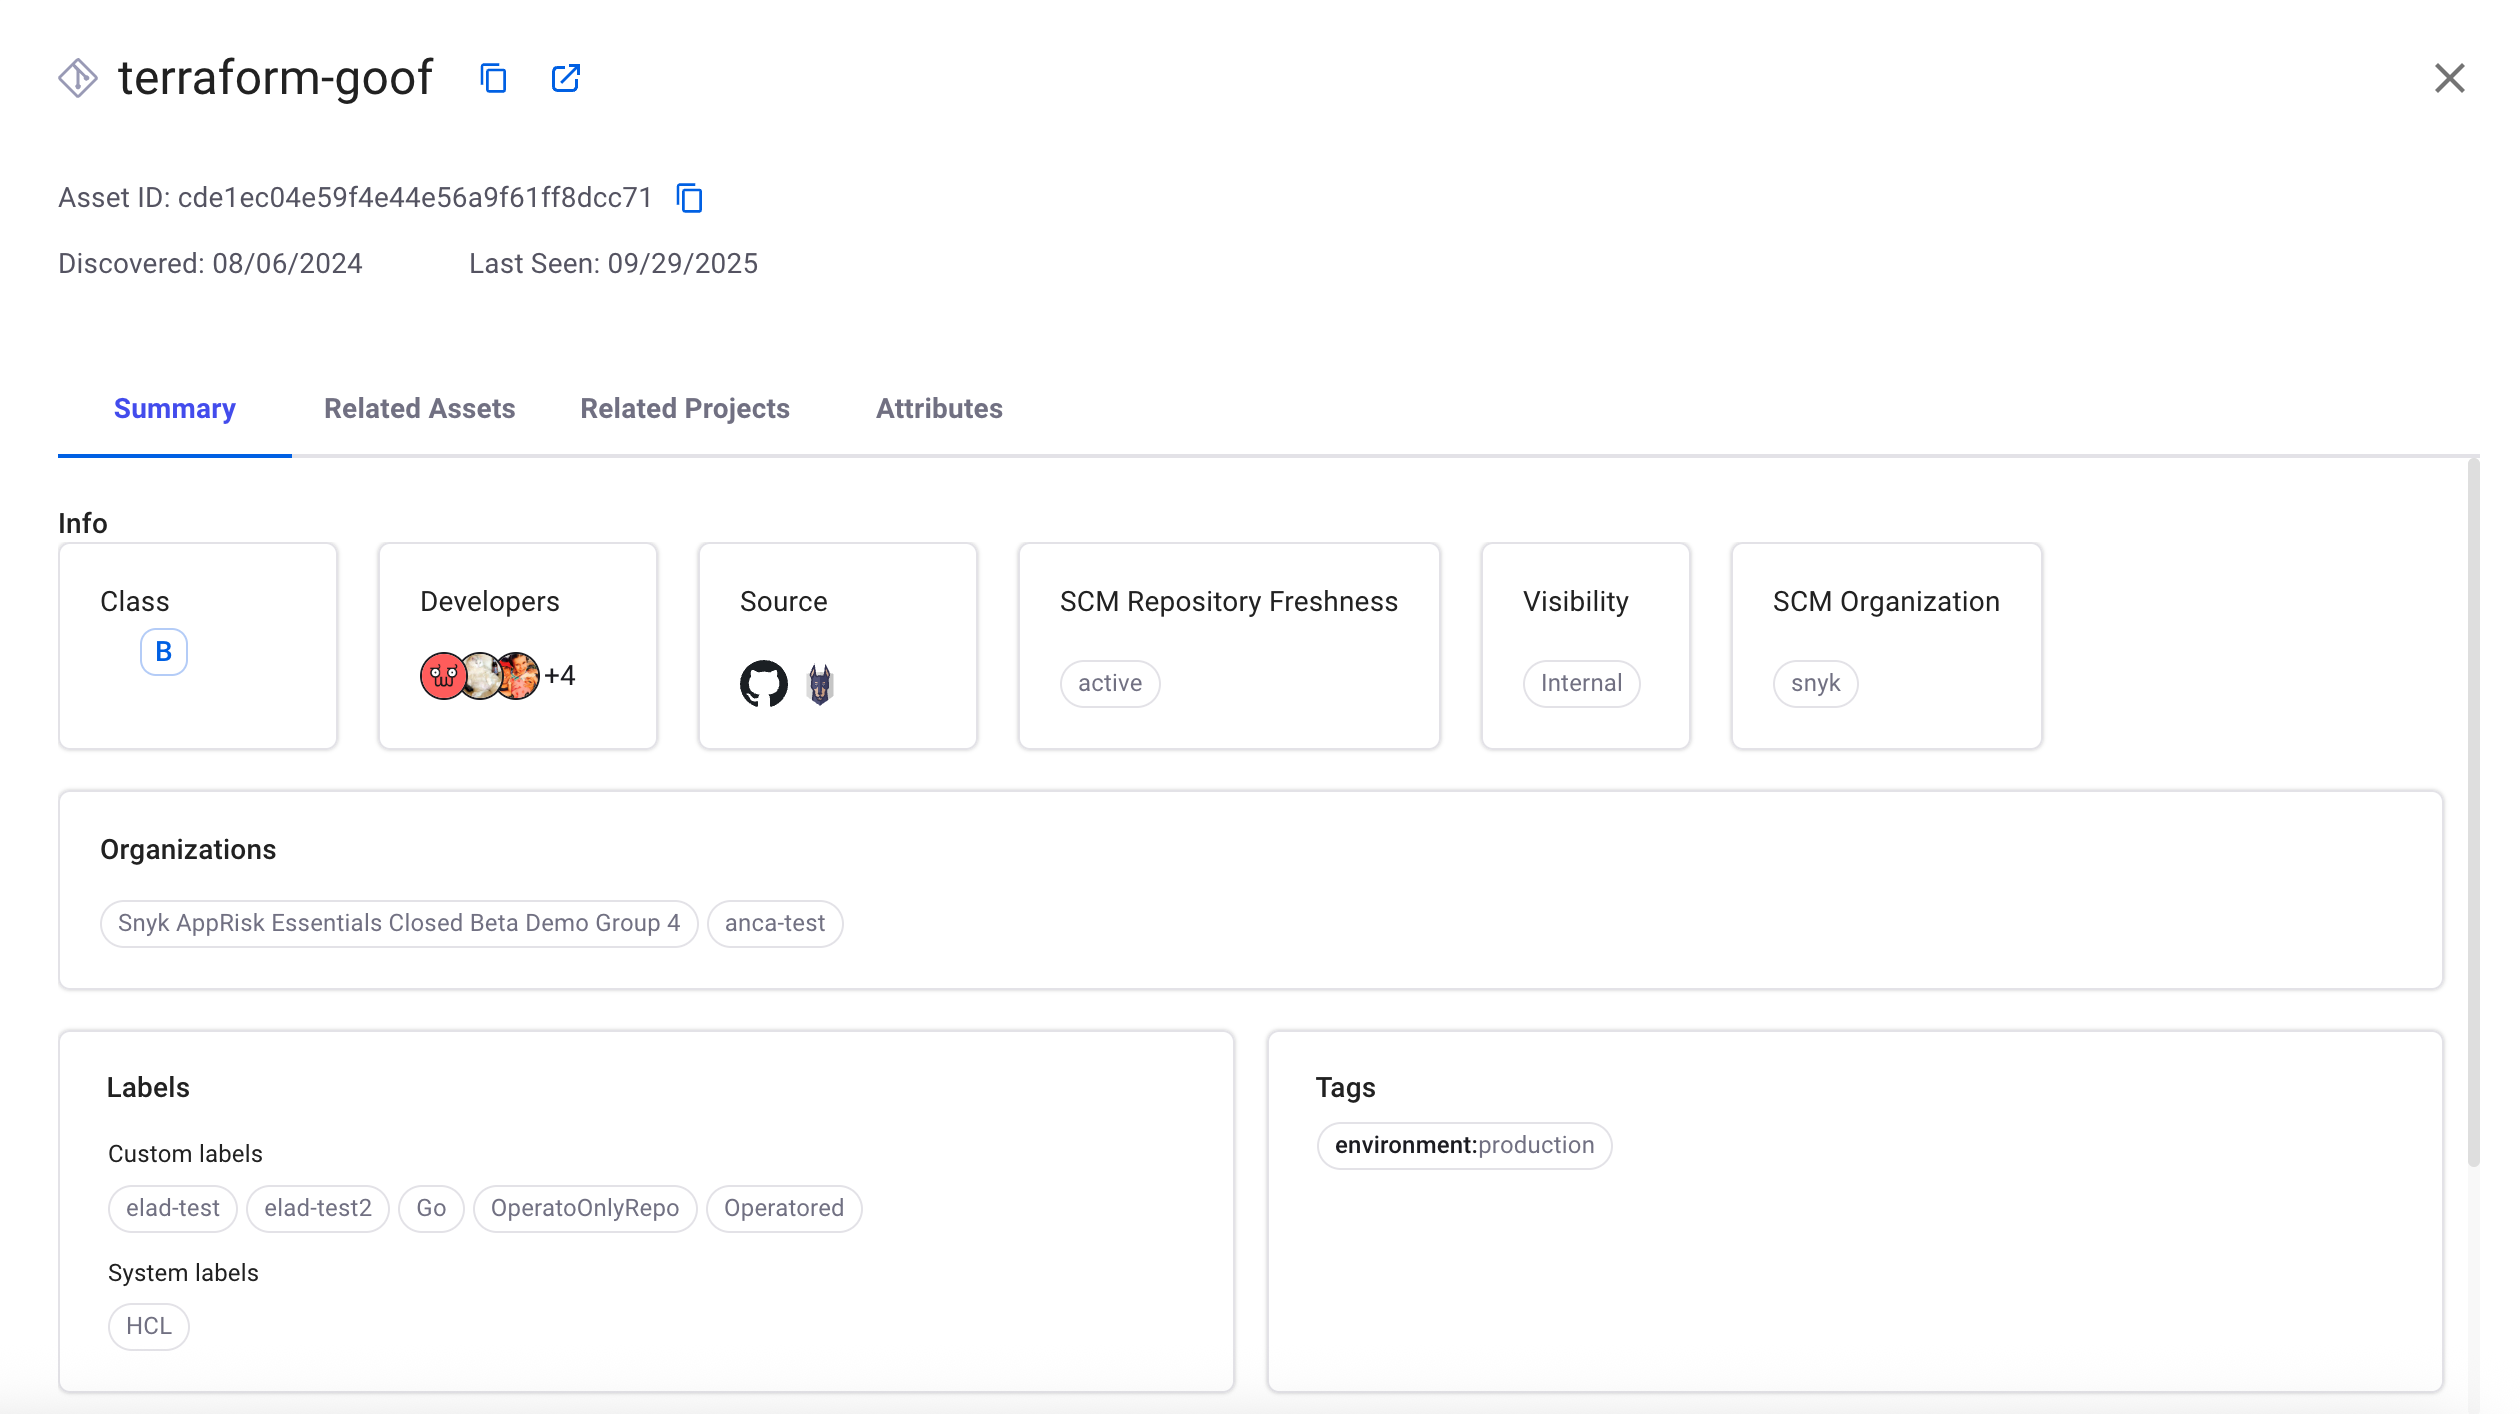 terraform-goof
Asset ID: cde1ec04e59f4e44e56a9f61ff8dcc71
Discovered: 08/06/2024 Last Seen: 09/29/2025
Summary Related Assets Related Projects Attributes
Info
Class Developers Source SCM Repository Freshness Visibility SCM Organization
B +4 active Internal snyk
Organizations
Snyk AppRisk Essentials Closed Beta Demo Group 4 anca-test
Labels
Custom labels
elad-test elad-test2 Go OperatoOnlyRepo Operatored
System labels
HCL
Tags
environment:production